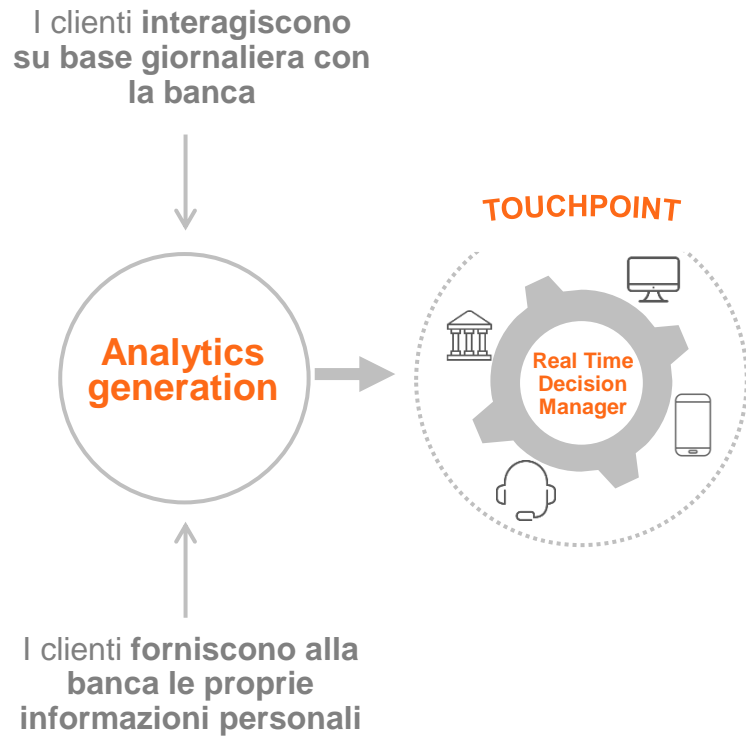 I clienti interagiscono
su base giornaliera con
la banca
TOUCHPOINT
Analytics
generation
Real Time
Decision
Manager
I clienti forniscono alla
banca le proprie
informazioni personali